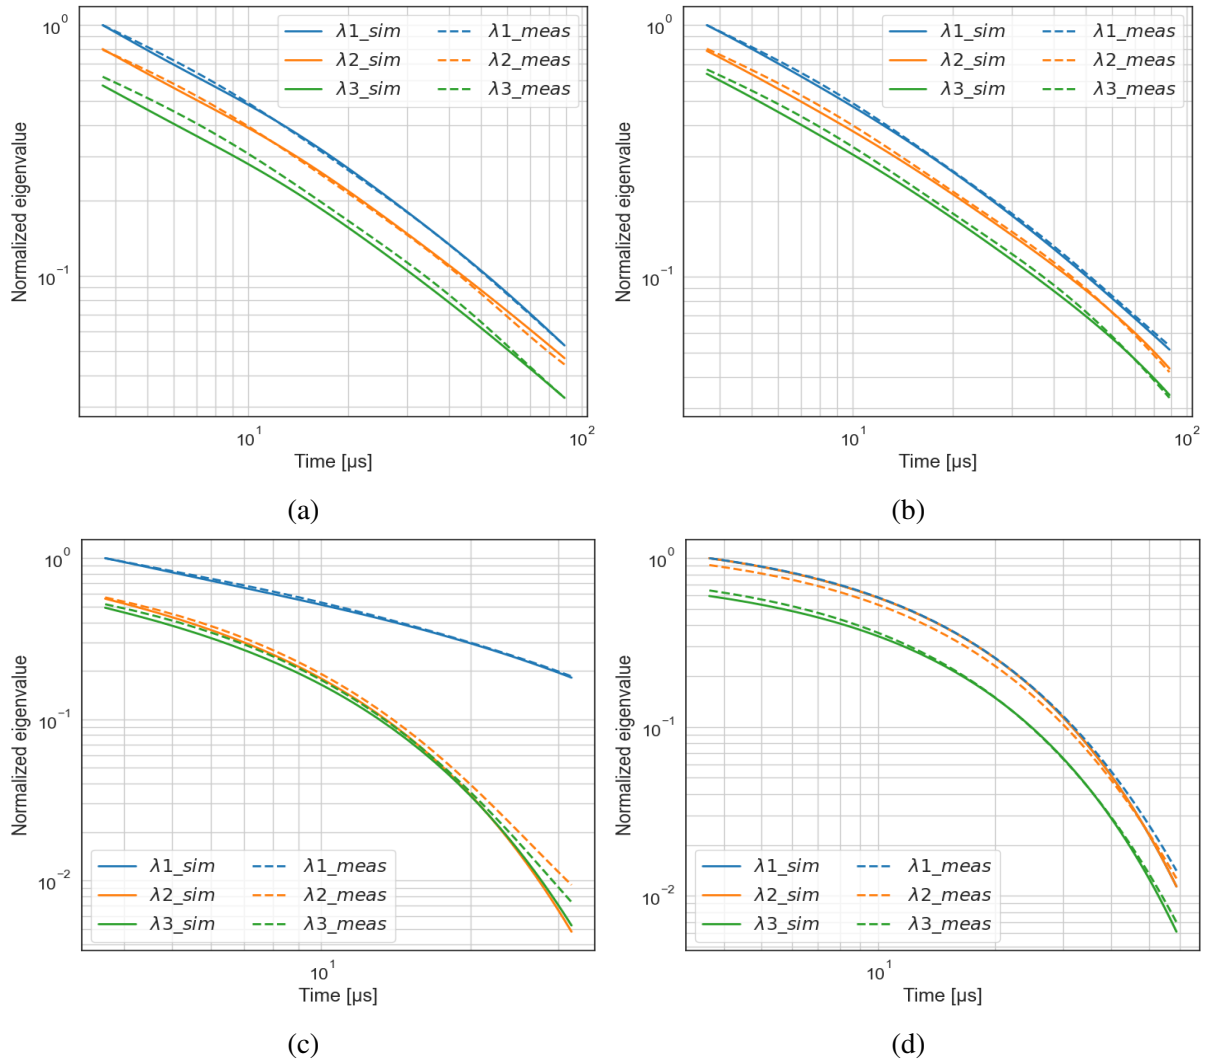 10⁰
10⁻¹
Normalized eigenvalue
λ1_sim λ1_meas
λ2_sim λ2_meas
λ3_sim λ3_meas
10¹ 10²
Time [µs]
(a)
10⁰
10⁻¹
Normalized eigenvalue
λ1_sim λ1_meas
λ2_sim λ2_meas
λ3_sim λ3_meas
10¹ 10²
Time [µs]
(b)
10⁰
10⁻¹
10⁻²
Normalized eigenvalue
λ1_sim λ1_meas
λ2_sim λ2_meas
λ3_sim λ3_meas
10¹
Time [µs]
(c)
10⁰
10⁻¹
10⁻²
Normalized eigenvalue
λ1_sim λ1_meas
λ2_sim λ2_meas
λ3_sim λ3_meas
10¹
Time [µs]
(d)